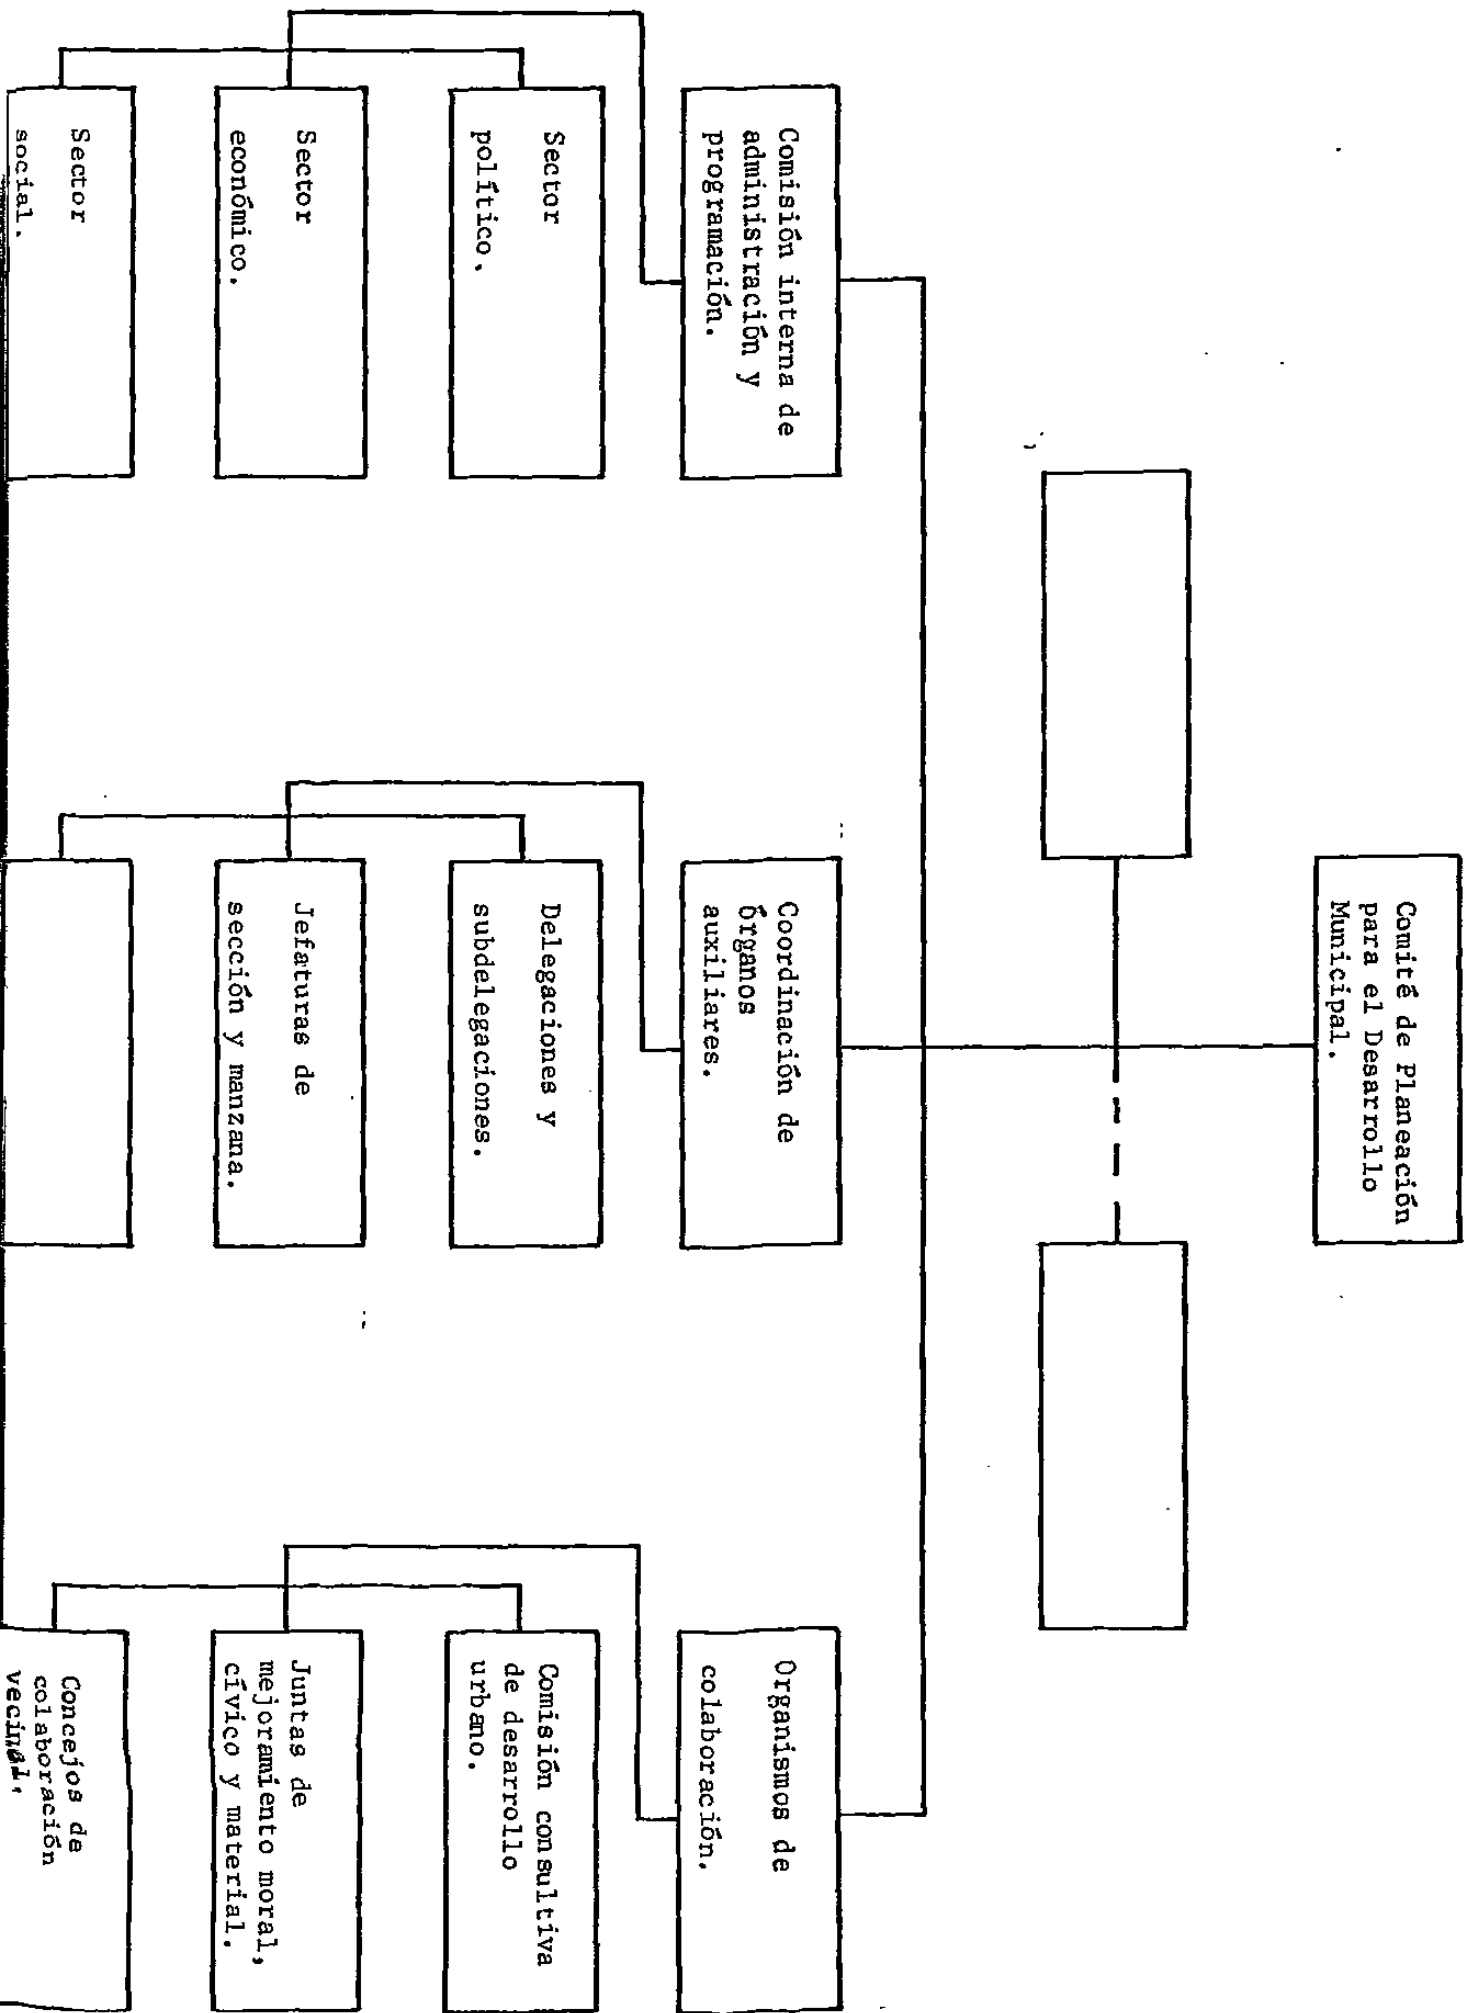 Comité de Planeación
para el Desarrollo
Municipal.
Comisión interna de
administración y
programación.
Coordinación de
órganos
auxiliares.
Organismos de
colaboración.
Sector
político.
Delegaciones y
subdelegaciones.
Comisión consultiva
de desarrollo
urbano.
Sector
económico.
Jefaturas de
sección y manzana.
Juntas de
mejoramiento moral,
cívico y material.
Sector
social.
Concejos de
colaboración
vecinal.